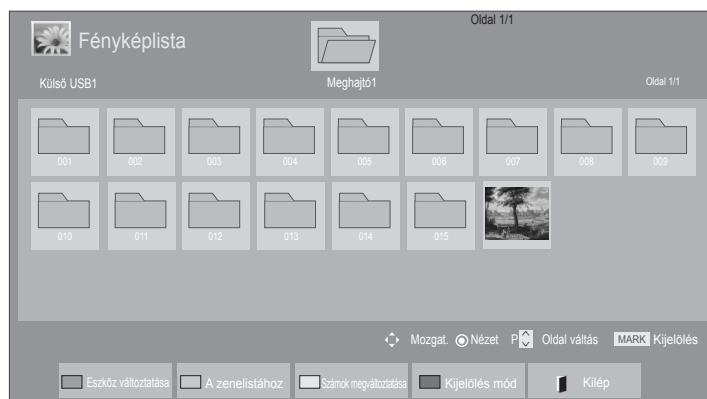 Oldal 1/1
Fényképlista
Külső USB1
Meghajtó1
Oldal 1/1
001 002 003 004 005 006 007 008 009
010 011 012 013 014 015
Mozgat. Nézet P Oldal váltás MARK Kijelölés
Eszköz változtatása A zenelistához Számok megváltoztatása Kijelölés mód Kilép